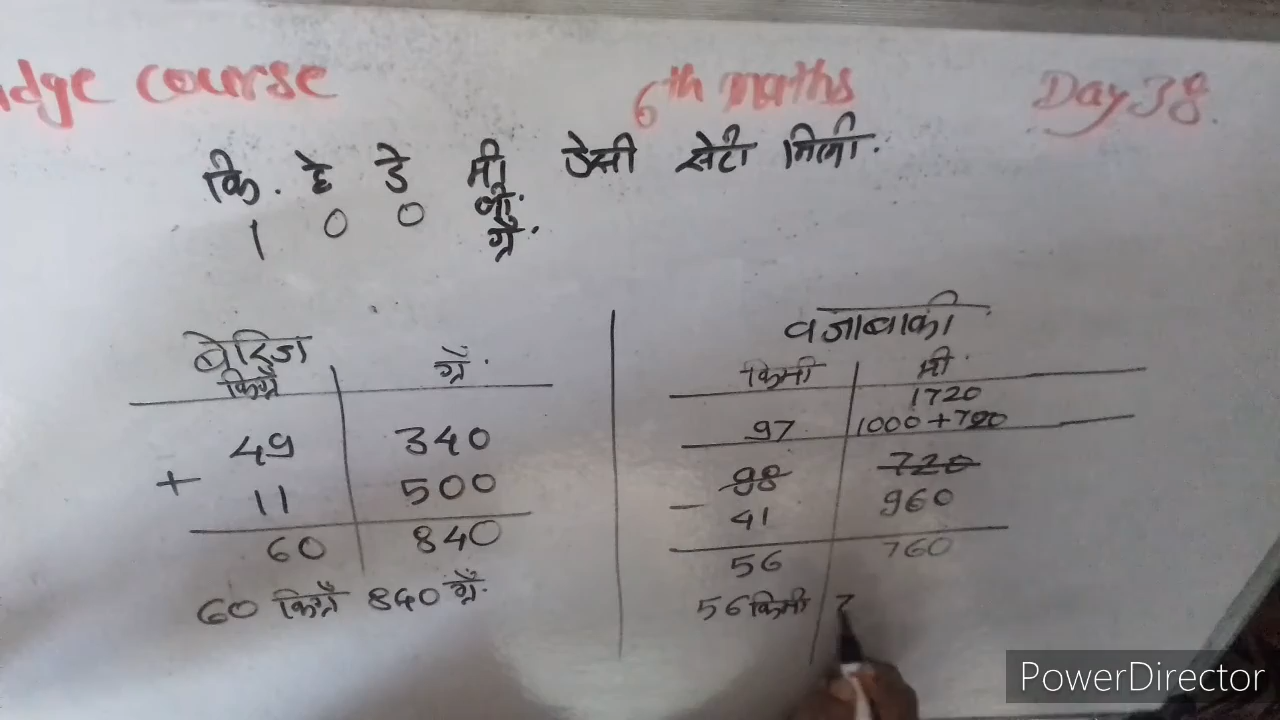 course 6th maths Day 38
कि. हे डे मी डेसी सेटी मिली.
1 0 0 ली.
ग्रॅ.
बेरिज
किग्रॅ ग्रॅ.
49 340
+ 11 500
60 840
60 किग्रॅ 840 ग्रॅ.
वजाबाकी
किमी मी.
1720
97 1000+720
98 720
- 41 960
56 760
56 किमी
PowerDirector